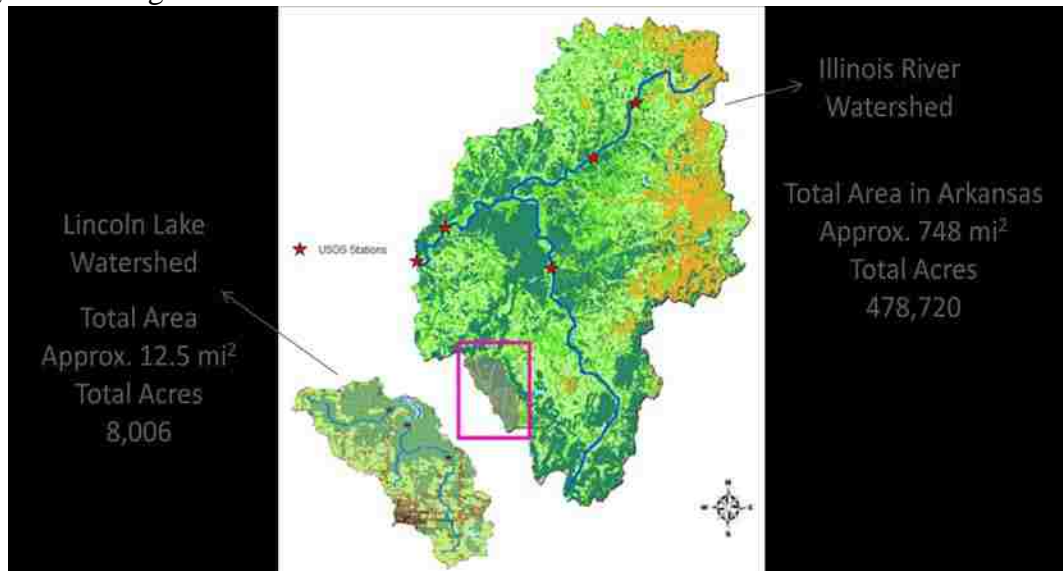 Lincoln Lake
Watershed
Total Area
Approx. 12.5 mi²
Total Acres
8,006
USGS Stations
Illinois River
Watershed
Total Area in Arkansas
Approx. 748 mi²
Total Acres
478,720
N
W
E
S